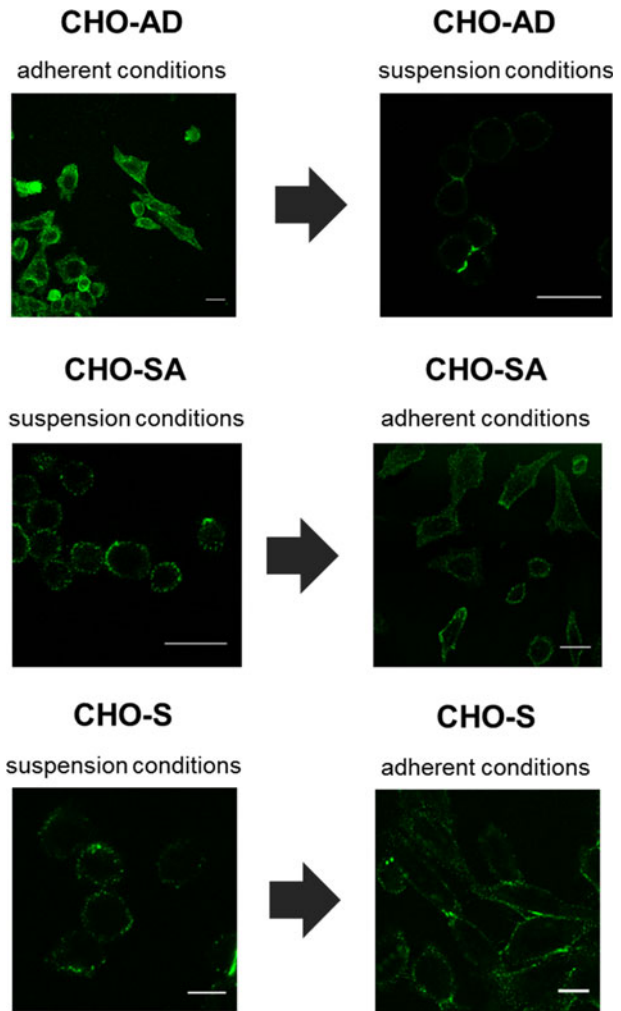 CHO-AD
adherent conditions
CHO-AD
suspension conditions
CHO-SA
suspension conditions
CHO-SA
adherent conditions
CHO-S
suspension conditions
CHO-S
adherent conditions